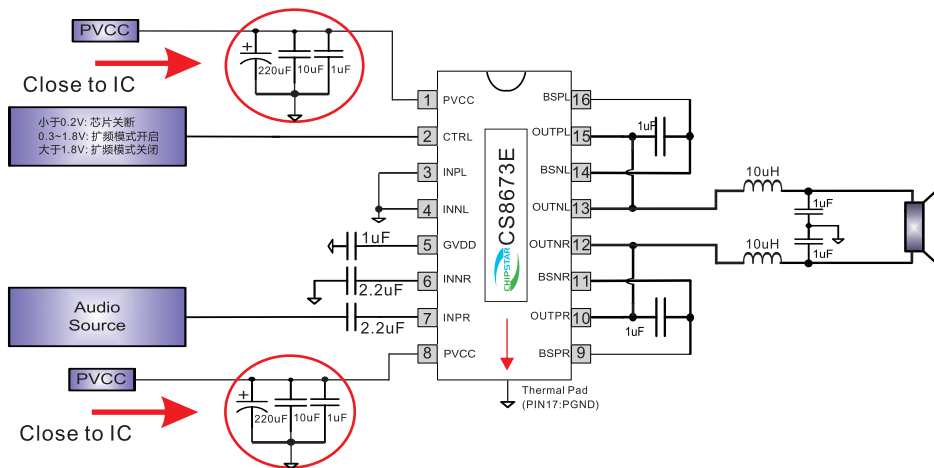 PVCC
Close to IC
+
220uF
10uF
1uF
小于0.2V: 芯片关断
0.3~1.8V: 扩频模式开启
大于1.8V: 扩频模式关闭
1 PVCC
2 CTRL
3 INPL
4 INNL
5 GVDD
6 INNR
7 INPR
8 PVCC
1uF
2.2uF
2.2uF
Audio
Source
CHIPSTAR
CS8673E
BSPL 16
OUTPL 15
BSNL 14
OUTNL 13
OUTNR 12
BSNR 11
OUTPR 10
BSPR 9
1uF
1uF
10uH
10uH
1uF
1uF
Thermal Pad
(PIN17:PGND)
PVCC
Close to IC
+
220uF
10uF
1uF